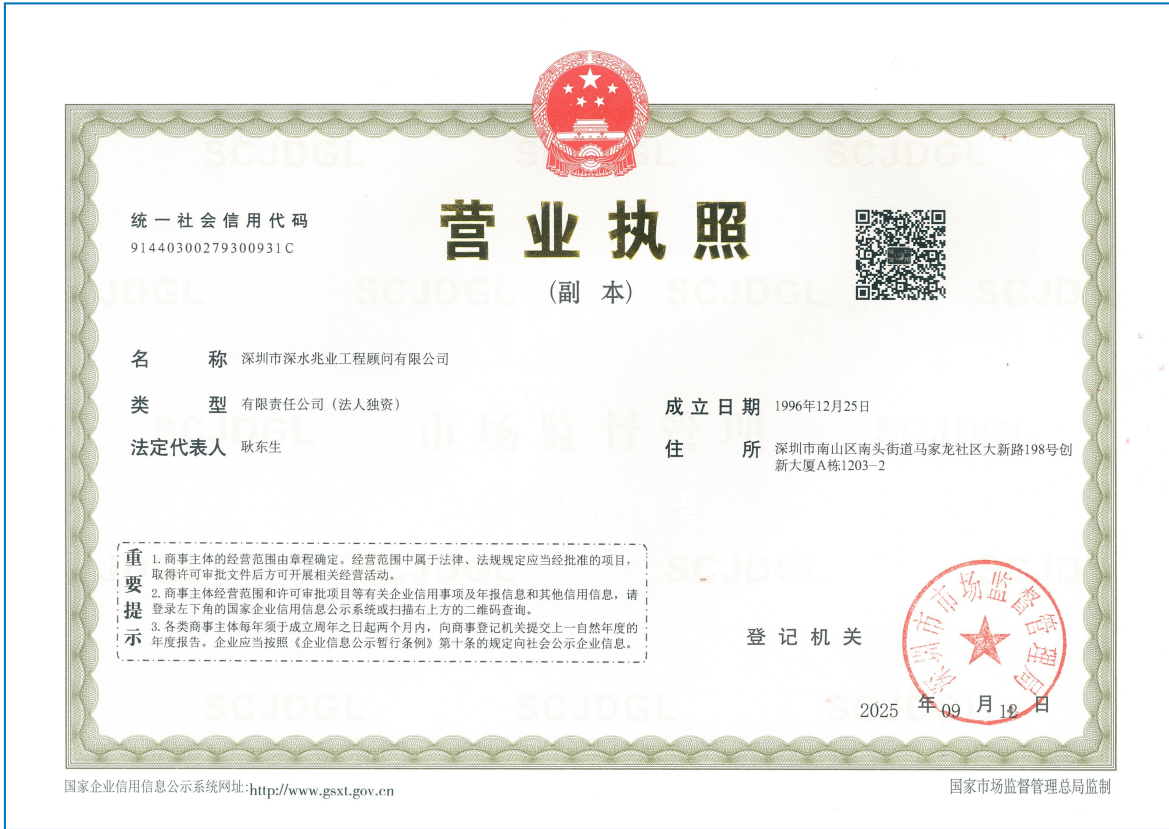 统一社会信用代码
91440300279300931C
营业执照
(副 本)
名 称 深圳市深水兆业工程顾问有限公司
类 型 有限责任公司（法人独资）
成立日期 1996年12月25日
法定代表人 耿东生
住 所 深圳市南山区南头街道马家龙社区大新路198号创
新大厦A栋1203-2
重要提示
1. 商事主体的经营范围由章程确定。经营范围中属于法律、法规规定应当经批准的项目，
取得许可审批文件后方可开展相关经营活动。
2. 商事主体经营范围和许可审批项目等有关企业信用事项及年报信息和其他信用信息，请
登录左下角的国家企业信用信息公示系统或扫描右上方的二维码查询。
3. 各类商事主体每年须于成立周年之日起两个月内，向商事登记机关提交上一自然年度的
年度报告。企业应当按照《企业信息公示暂行条例》第十条的规定向社会公示企业信息。
登记机关
深圳市市场监督管理局
2025 年 09 月 12 日
国家企业信用信息公示系统网址:http://www.gsxt.gov.cn
国家市场监督管理总局监制
SCJDGL
市场监督管理